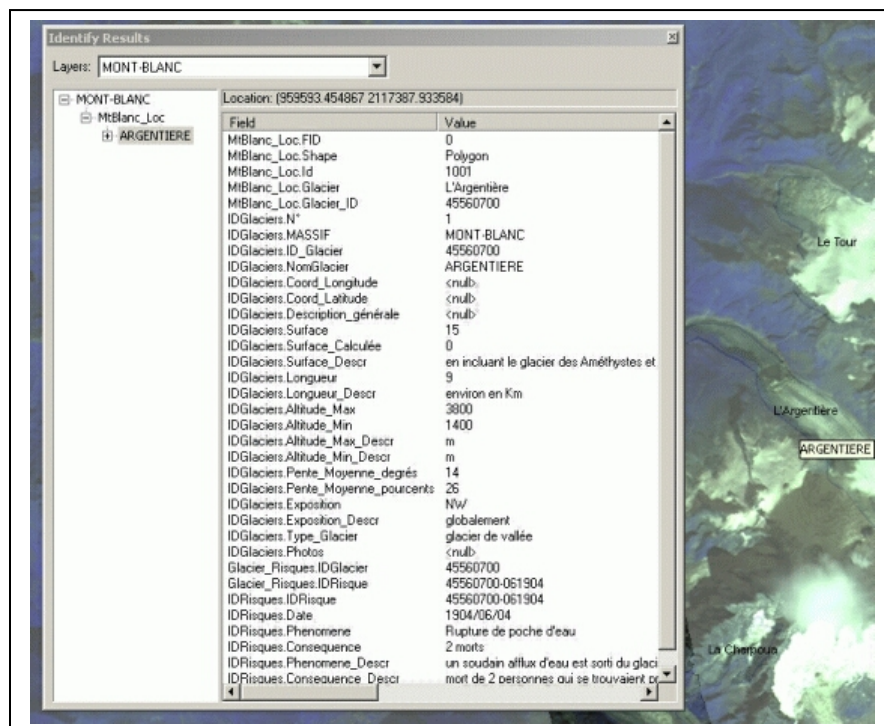 Identify Results
Layers: MONT-BLANC
MONT-BLANC
MtBlanc_Loc
ARGENTIERE
Location: (959593.454867 2117387.933584)
Field Value
MtBlanc_Loc.FID 0
MtBlanc_Loc.Shape Polygon
MtBlanc_Loc.Id 1001
MtBlanc_Loc.Glacier L'Argentière
MtBlanc_Loc.Glacier_ID 45560700
IDGlaciers.N° 1
IDGlaciers.MASSIF MONT-BLANC
IDGlaciers.ID_Glacier 45560700
IDGlaciers.NomGlacier ARGENTIERE
IDGlaciers.Coord_Longitude <null>
IDGlaciers.Coord_Latitude <null>
IDGlaciers.Description_générale <null>
IDGlaciers.Surface 15
IDGlaciers.Surface_Calculée 0
IDGlaciers.Surface_Descr en incluant le glacier des Améthystes et
IDGlaciers.Longueur 9
IDGlaciers.Longueur_Descr environ en Km
IDGlaciers.Altitude_Max 3800
IDGlaciers.Altitude_Min 1400
IDGlaciers.Altitude_Max_Descr m
IDGlaciers.Altitude_Min_Descr m
IDGlaciers.Pente_Moyenne_degrés 14
IDGlaciers.Pente_Moyenne_pourcents 26
IDGlaciers.Exposition NW
IDGlaciers.Exposition_Descr globalement
IDGlaciers.Type_Glacier glacier de vallée
IDGlaciers.Photos <null>
Glacier_Risques.IDGlacier 45560700
Glacier_Risques.IDRisque 45560700-061904
IDRisques.IDRisque 45560700-061904
IDRisques.Date 1904/06/04
IDRisques.Phenomene Rupture de poche d'eau
IDRisques.Consequence 2 morts
IDRisques.Phenomene_Descr un soudain afflux d'eau est sorti du glaci
IDRisques.Consequence_Descr mort de 2 personnes qui se trouvaient pr
Le Tour
L'Argentière
ARGENTIERE
La Charpoua